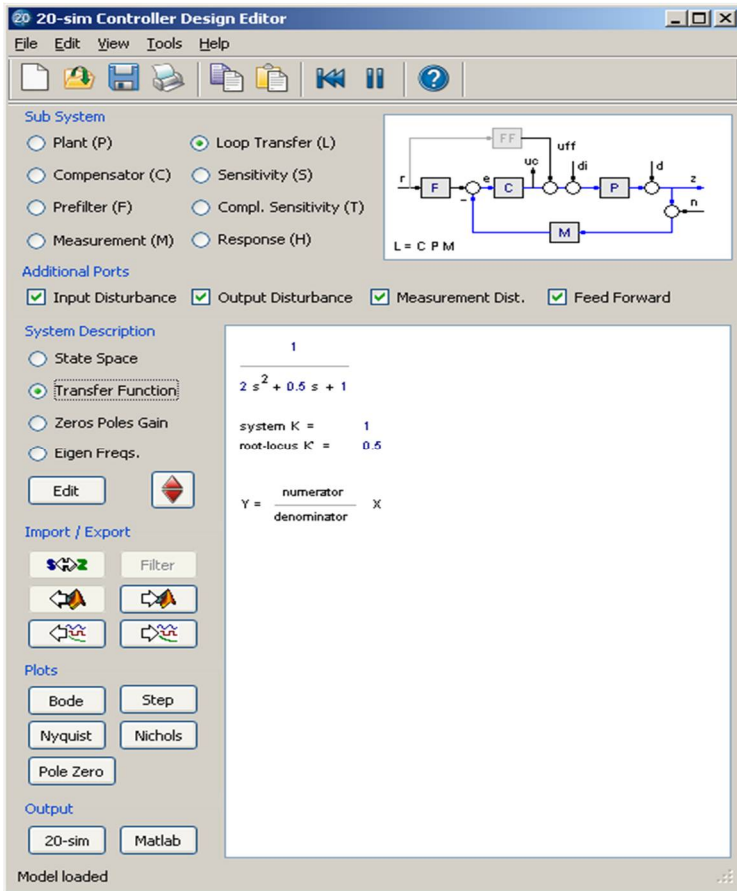 20 20-sim Controller Design Editor
File Edit View Tools Help
Sub System
Plant (P) Loop Transfer (L)
Compensator (C) Sensitivity (S)
Prefilter (F) Compl. Sensitivity (T)
Measurement (M) Response (H)
FF
uff
uc di d
r F e C P z
- n
M
L = C P M
Additional Ports
Input Disturbance Output Disturbance Measurement Dist. Feed Forward
System Description
State Space
Transfer Function
Zeros Poles Gain
Eigen Freqs.
Edit
1
2 s² + 0.5 s + 1
system K = 1
root-locus K' = 0.5
numerator
Y = X
denominator
Import / Export
S Z Filter
Plots
Bode Step
Nyquist Nichols
Pole Zero
Output
20-sim Matlab
Model loaded